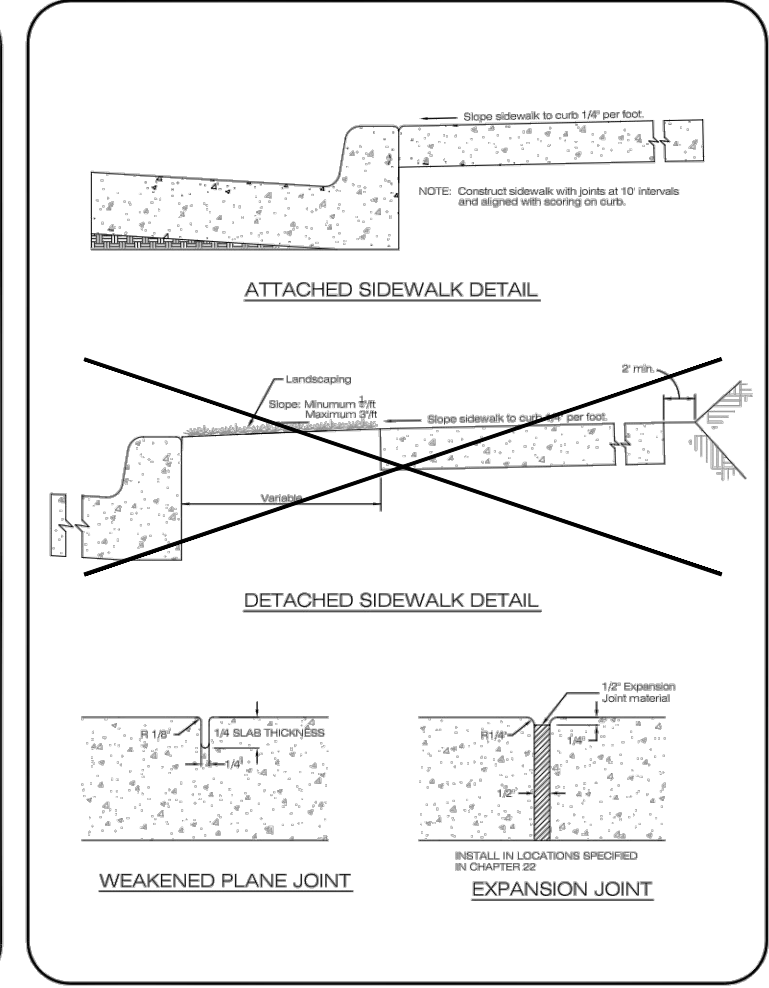 Slope sidewalk to curb 1/4" per foot.
NOTE: Construct sidewalk with joints at 10' intervals
and aligned with scoring on curb.
ATTACHED SIDEWALK DETAIL
2' min.
Landscaping
Slope: Minumum "/ft
Maximum 3"/ft
Slope sidewalk to curb 1/4" per foot.
Variable
DETACHED SIDEWALK DETAIL
1/2" Expansion
Joint material
R 1/8"
1/4 SLAB THICKNESS
1/4"
R1/4"
1/4"
1/2"
INSTALL IN LOCATIONS SPECIFIED
IN CHAPTER 22
WEAKENED PLANE JOINT
EXPANSION JOINT